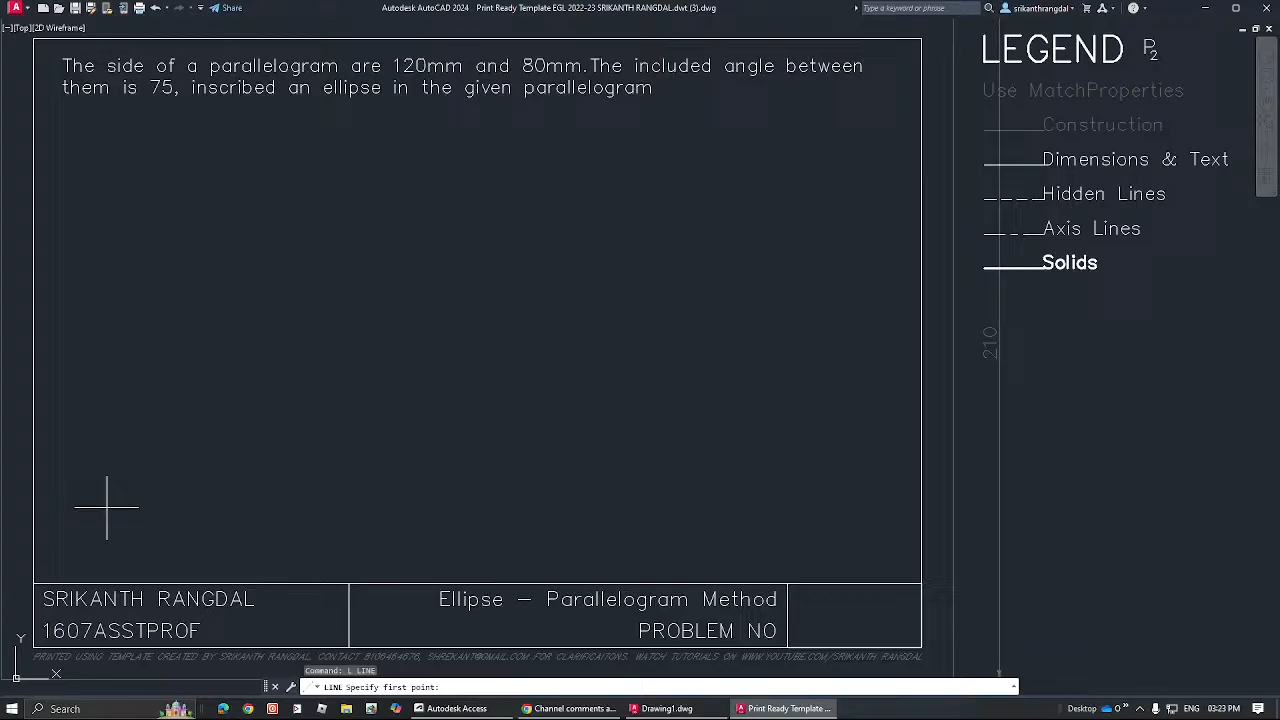 Autodesk AutoCAD 2024 Print Ready Template EGL 2022-23 SRIKANTH RANGDAL.dwt (3).dwg
Share
Type a keyword or phrase
srikanthrangdal
[−][Top][2D Wireframe]
The side of a parallelogram are 120mm and 80mm.The included angle between
them is 75, inscribed an ellipse in the given parallelogram
LEGEND P2
Use MatchProperties
Construction
Dimensions & Text
Hidden Lines
Axis Lines
Solids
210
SRIKANTH RANGDAL
1607ASSTPROF
Ellipse − Parallelogram Method
PROBLEM NO
Y
X
Command: L LINE
LINE Specify first point:
Search
Autodesk Access
Channel comments a...
Drawing1.dwg
Print Ready Template ...
Desktop
ENG
03:23 PM